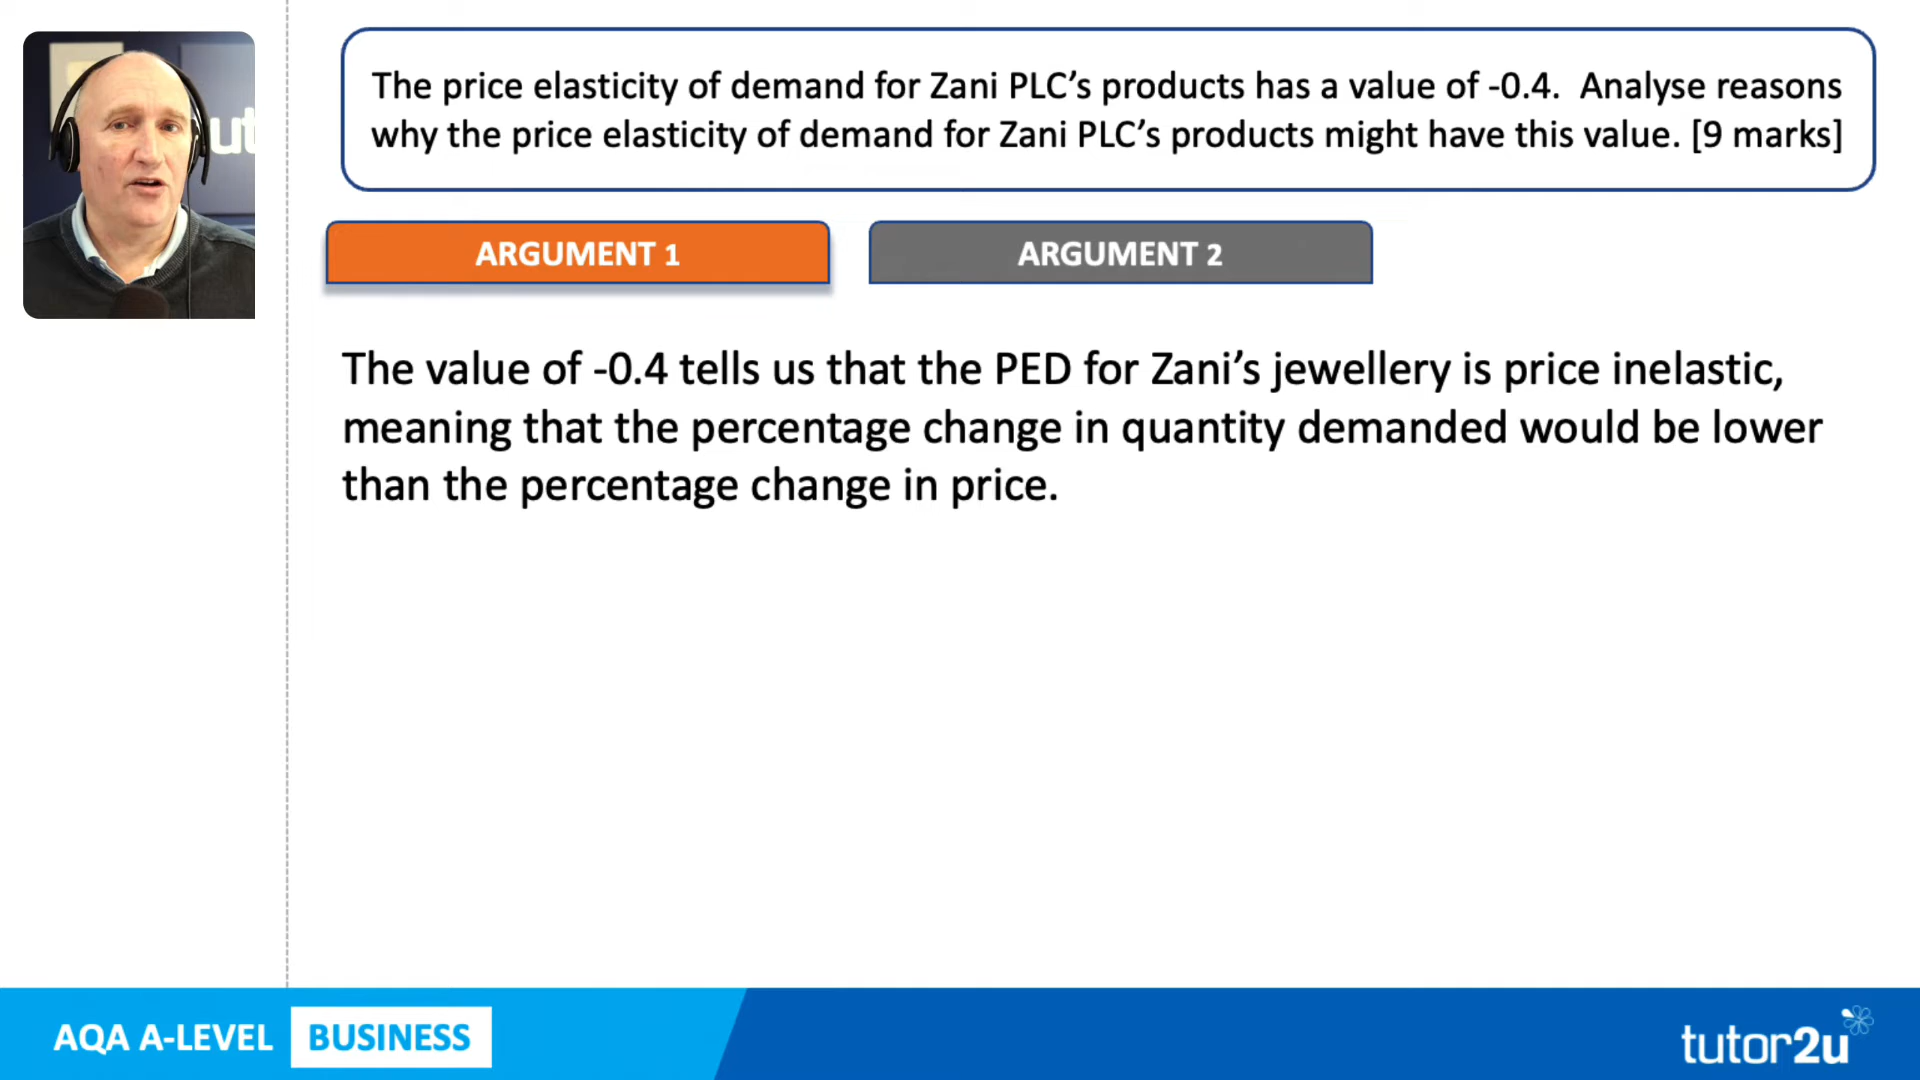 ut
The price elasticity of demand for Zani PLC’s products has a value of -0.4. Analyse reasons
why the price elasticity of demand for Zani PLC’s products might have this value. [9 marks]
ARGUMENT 1
ARGUMENT 2
The value of -0.4 tells us that the PED for Zani’s jewellery is price inelastic,
meaning that the percentage change in quantity demanded would be lower
than the percentage change in price.
AQA A-LEVEL BUSINESS
tutor2u